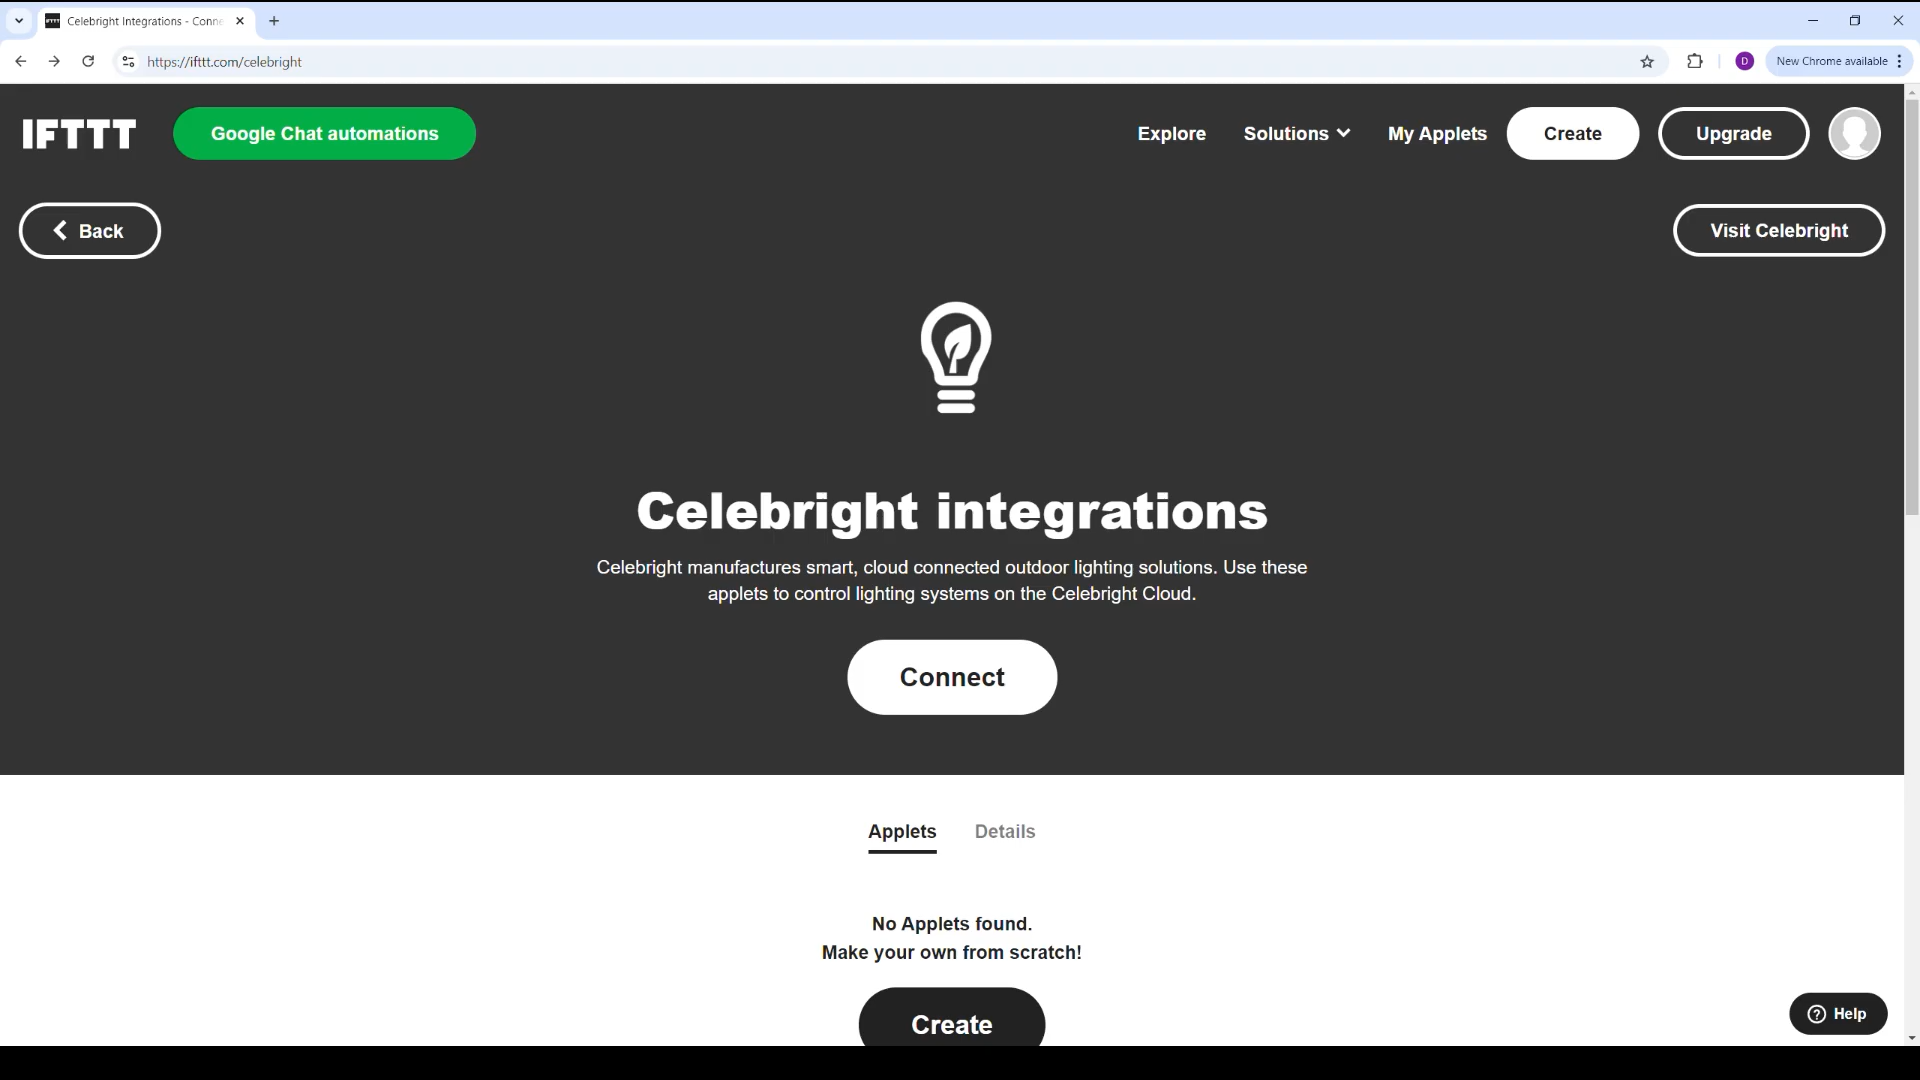 Celebright Integrations - Conne
https://ifttt.com/celebright
D
New Chrome available
IFTTT
Google Chat automations
Explore
Solutions
My Applets
Create
Upgrade
Back
Visit Celebright
Celebright integrations
Celebright manufactures smart, cloud connected outdoor lighting solutions. Use these
applets to control lighting systems on the Celebright Cloud.
Connect
Applets
Details
No Applets found.
Make your own from scratch!
Create
? Help